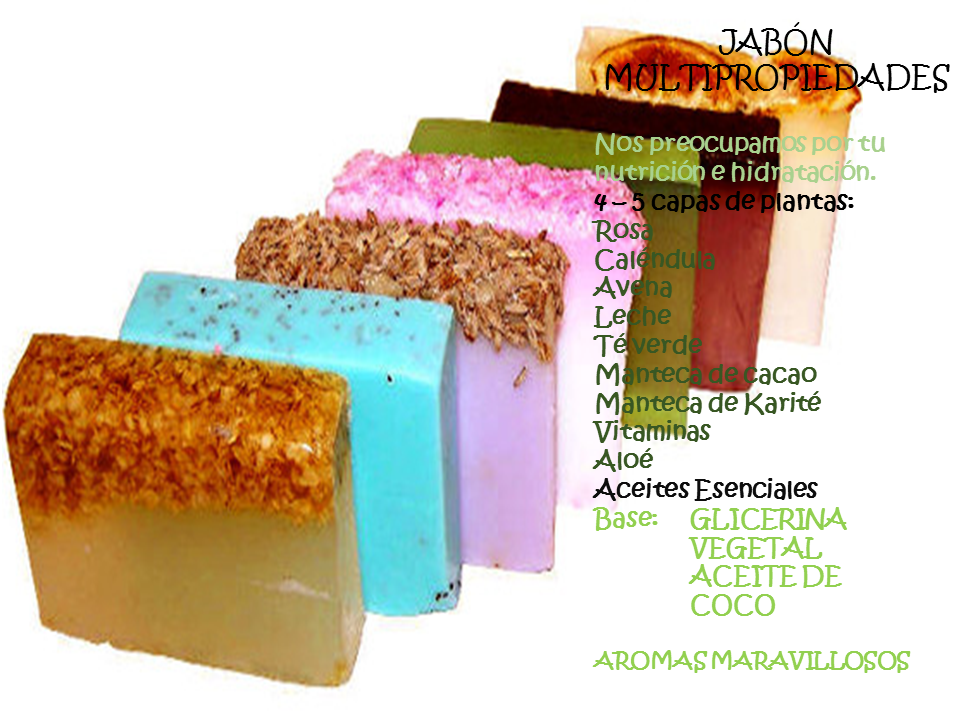 JABÓN
MULTIPROPIEDADES
Nos preocupamos por tu
nutrición e hidratación.
4 – 5 capas de plantas:
Rosa
Caléndula
Avena
Leche
Té verde
Manteca de cacao
Manteca de Karité
Vitaminas
Aloé
Aceites Esenciales
Base: GLICERINA
VEGETAL
ACEITE DE
COCO
AROMAS MARAVILLOSOS